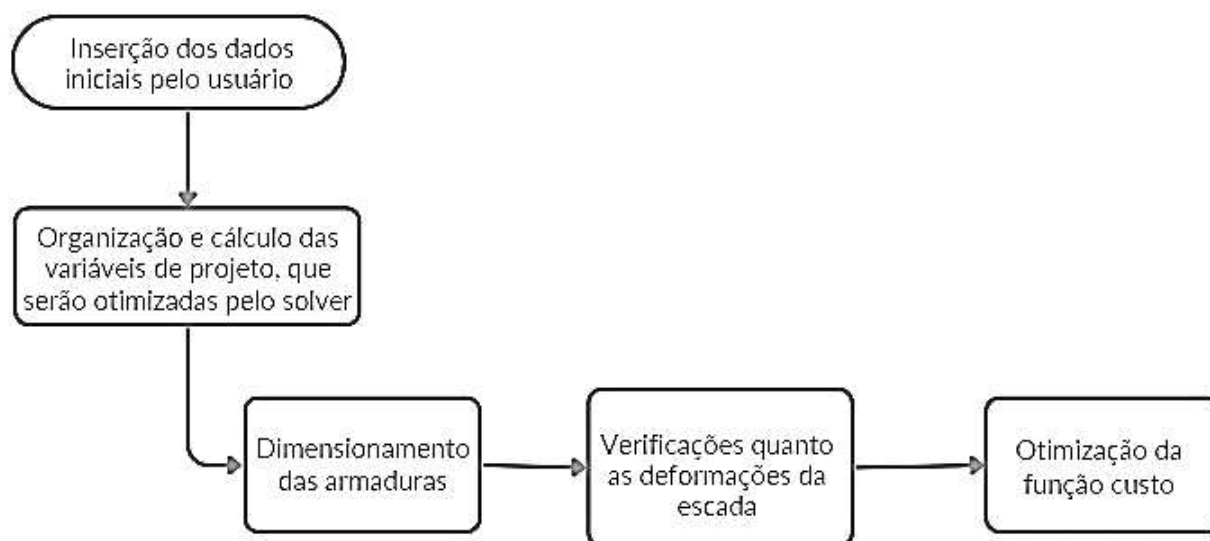 Inserção dos dados
iniciais pelo usuário
Organização e cálculo das
variáveis de projeto, que
serão otimizadas pelo solver
Dimensionamento
das armaduras
Verificações quanto
as deformações da
escada
Otimização da
função custo